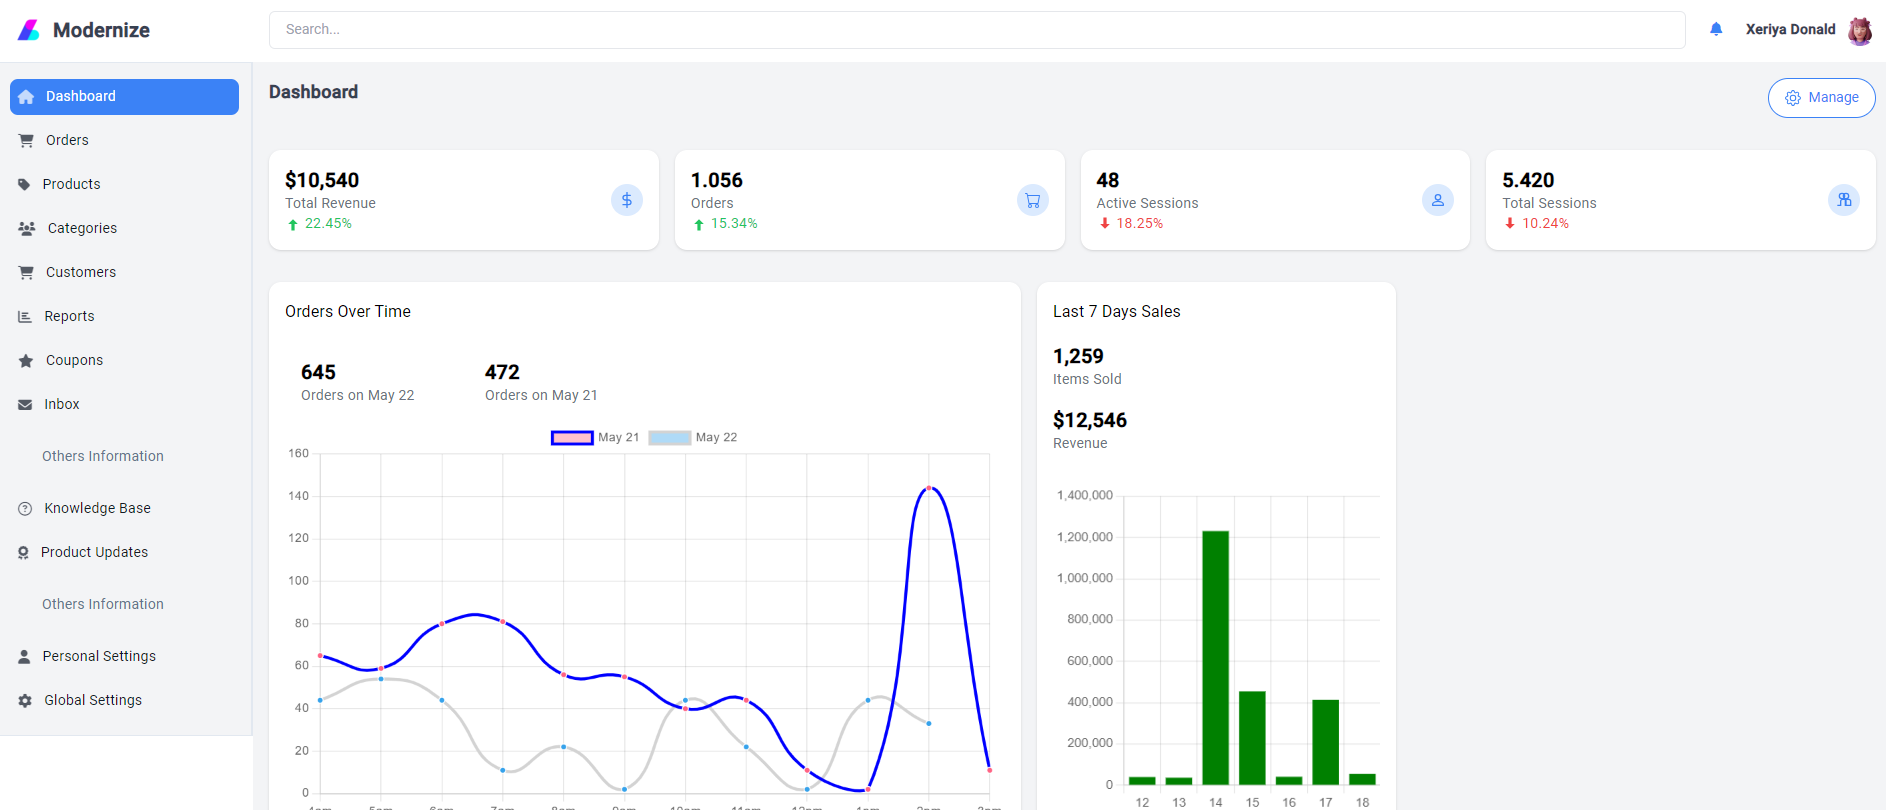 Modernize
Search...
Xeriya Donald
Dashboard
Orders
Products
Categories
Customers
Reports
Coupons
Inbox
Others Information
Knowledge Base
Product Updates
Others Information
Personal Settings
Global Settings
Dashboard
Manage
$10,540
Total Revenue
22.45%
1.056
Orders
15.34%
48
Active Sessions
18.25%
5.420
Total Sessions
10.24%
Orders Over Time
645
Orders on May 22
472
Orders on May 21
May 21 May 22
160
140
120
100
80
60
40
20
0
Last 7 Days Sales
1,259
Items Sold
$12,546
Revenue
1,400,000
1,200,000
1,000,000
800,000
600,000
400,000
200,000
0
12 13 14 15 16 17 18